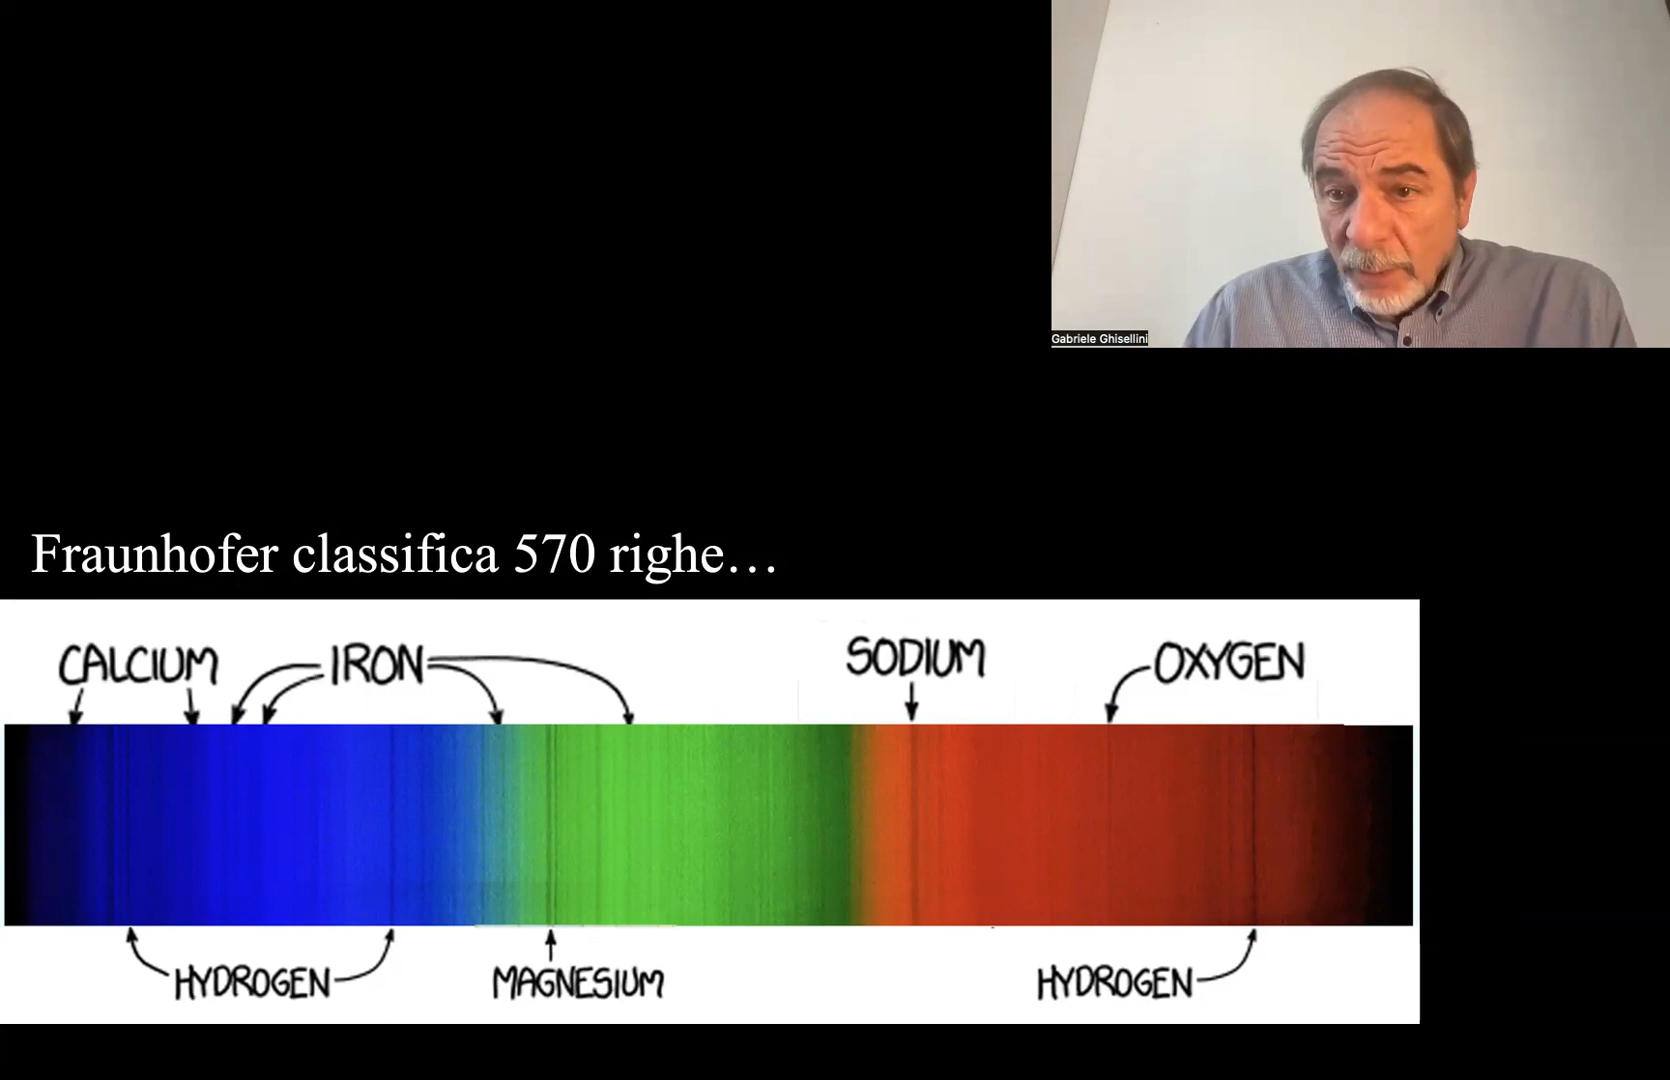 Gabriele Ghisellini
Fraunhofer classifica 570 righe…
CALCIUM IRON SODIUM OXYGEN
HYDROGEN MAGNESIUM HYDROGEN